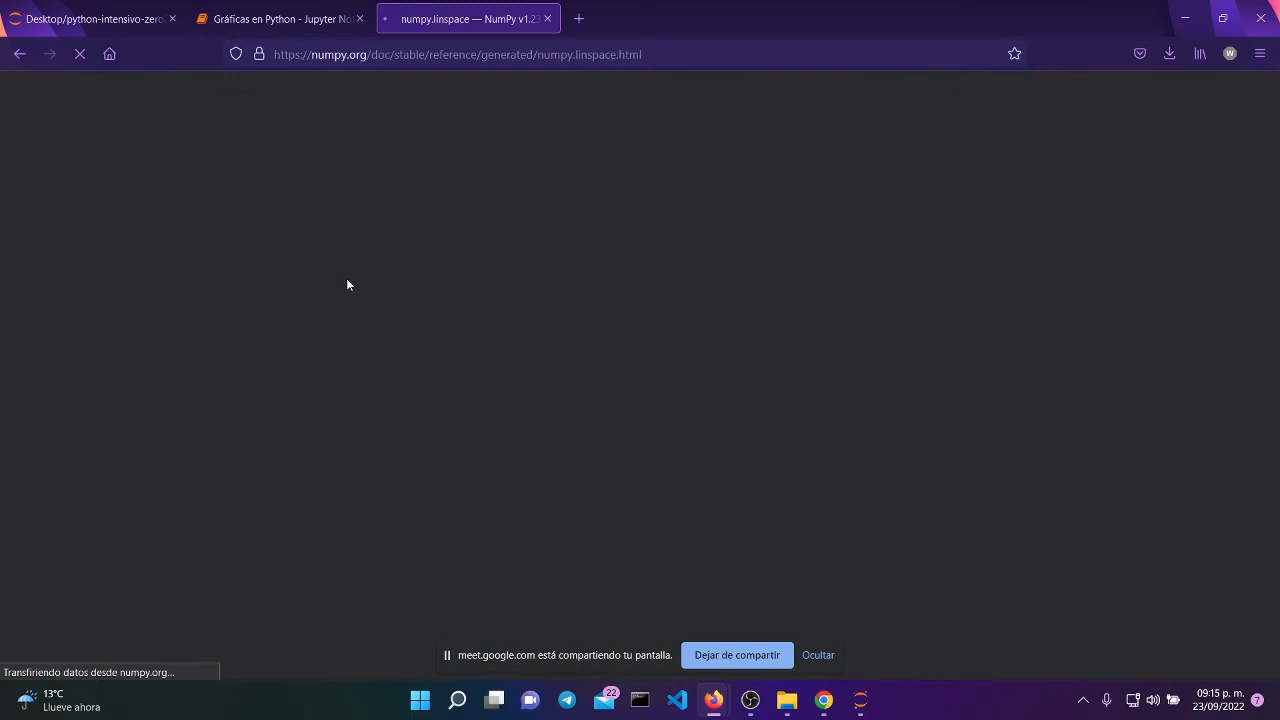 Desktop/python-intensivo-zero.
Gráficas en Python - Jupyter No
numpy.linspace — NumPy v1.23
https://numpy.org/doc/stable/reference/generated/numpy.linspace.html
W
meet.google.com está compartiendo tu pantalla.
Dejar de compartir
Ocultar
Transfiriendo datos desde numpy.org...
13°C
Llueve ahora
22
09:15 p. m.
23/09/2022
7